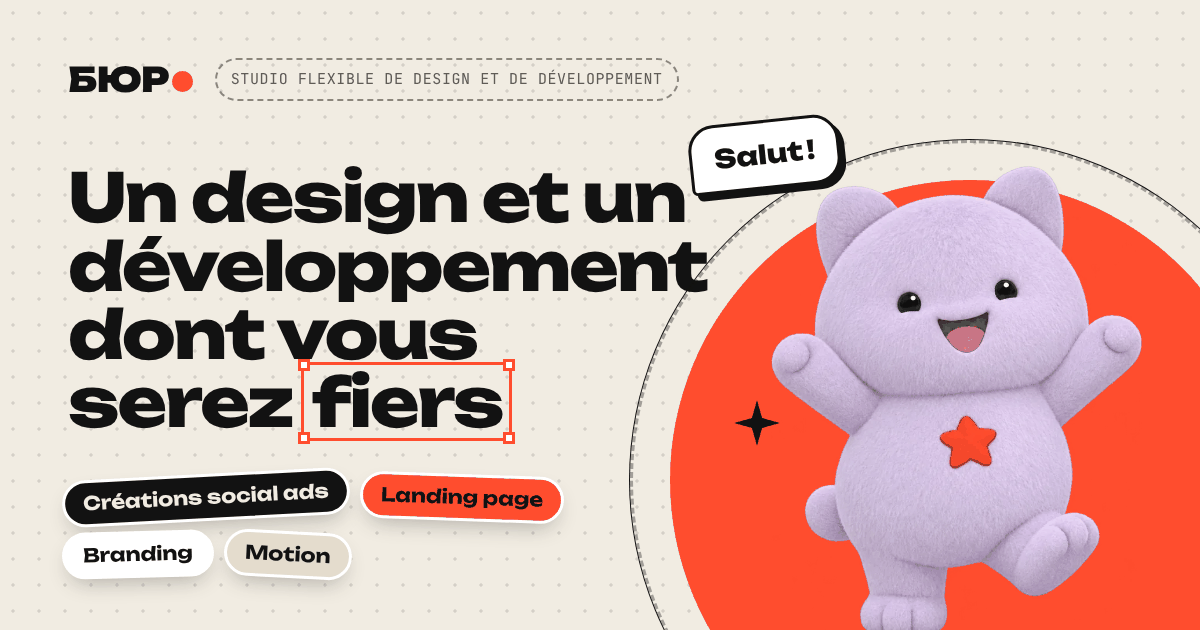 БЮР
STUDIO FLEXIBLE DE DESIGN ET DE DÉVELOPPEMENT
Salut!
Un design et un
développement
dont vous
serez fiers
Créations social ads
Landing page
Branding
Motion